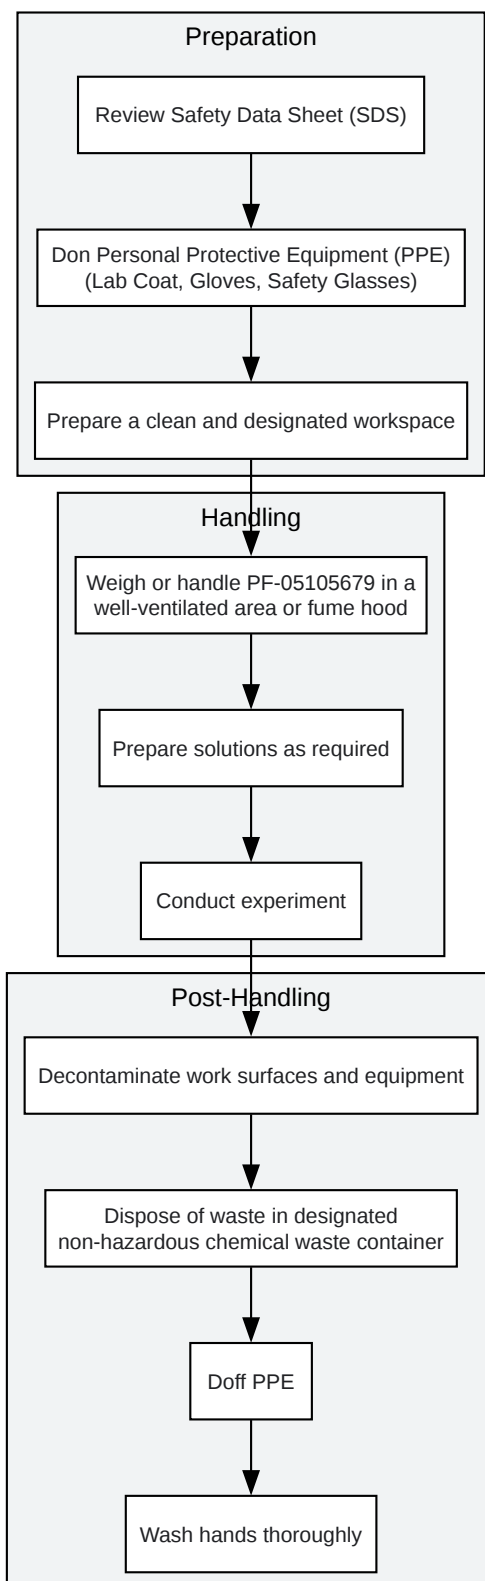 Preparation
Review Safety Data Sheet (SDS)
Don Personal Protective Equipment (PPE)
(Lab Coat, Gloves, Safety Glasses)
Prepare a clean and designated workspace
Handling
Weigh or handle PF-05105679 in a
well-ventilated area or fume hood
Prepare solutions as required
Conduct experiment
Post-Handling
Decontaminate work surfaces and equipment
Dispose of waste in designated
non-hazardous chemical waste container
Doff PPE
Wash hands thoroughly